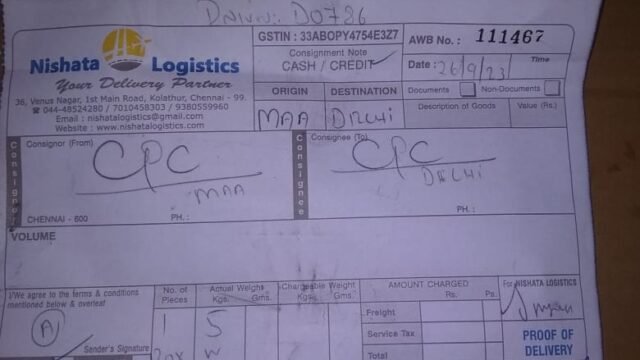 D0786
GSTIN : 33ABOPY4754E3Z7
AWB No. : 111467
Nishata Logistics
Your Delivery Partner
36, Venus Nagar, 1st Main Road, Kolathur, Chennai - 99.
☎ 044-48524280 / 7010458303 / 9380559960
Email : nishatalogistics@gmail.com
Website : www.nishatalogistics.com
Consignment Note
CASH / CREDIT ✓
Date : 26/9/23
Time
ORIGIN
DESTINATION
Documents
Non-Documents
MAA
DELHI
Description of Goods
Value (Rs.)
Consignor
Consignor (From)
CPC
MAA
CHENNAI - 600
PH. :
Consignee
Consignee (To)
CPC
DELHI
PH. :
VOLUME
I/We agree to the terms & conditions
mentioned below & overleaf
A
Sender's Signature
No. of
Pieces
1
Actual Weight
Kgs. Gms.
5
Chargeable Weight
Kgs. Gms.
AMOUNT CHARGED
Rs. Ps.
Freight
Service Tax
Total
For NISHATA LOGISTICS
PROOF OF
DELIVERY